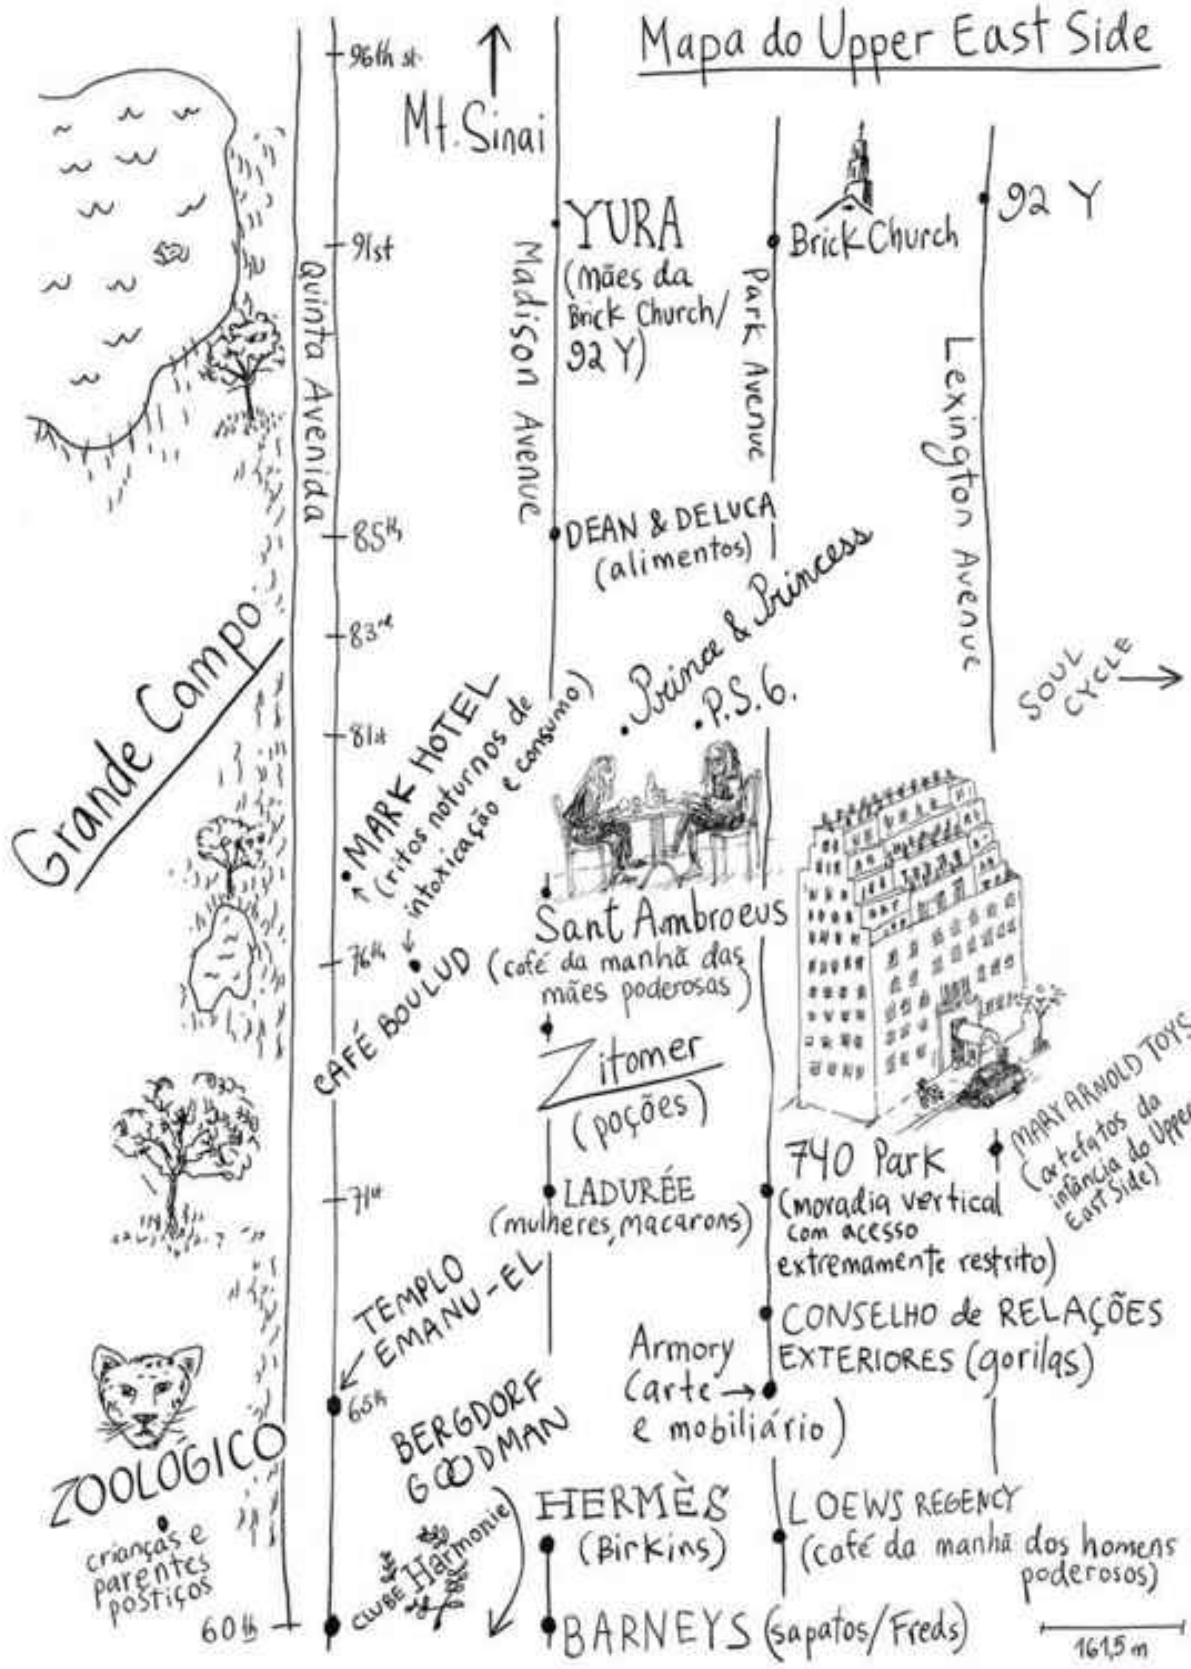 Mapa do Upper East Side
96th st.
Mt. Sinai
92 Y
YURA
(mães da
Brick Church/
92 Y)
Brick Church
91st
Quinta Avenida
Madison Avenue
Park Avenue
Lexington Avenue
85th
DEAN & DELUCA
(alimentos)
83rd
Prince & Princess
P.S.6.
SOUL
CYCLE
Grande Campo
81st
MARK HOTEL
(ritos noturnos de
intoxicação e consumo)
Sant Ambroeus
(café da manhã das
mães poderosas)
76th
CAFÉ BOULUD
Zitomer
(poções)
MARY ARNOLD TOYS
(artefatos da
infância do Upper
East Side)
740 Park
(moradia vertical
com acesso
extremamente restrito)
71st
LADURÉE
(mulheres, macarons)
TEMPLO
EMANU-EL
CONSELHO de RELAÇÕES
EXTERIORES (gorilas)
Armory
(arte
e mobiliário)
65th
BERGDORF
GOODMAN
ZOOLÓGICO
crianças e
parentes
postiços
HERMÈS
(Birkins)
LOEWS REGENCY
(café da manhã dos homens
poderosos)
CLUBE Harmonie
60th
BARNEYS (sapatos/Freds)
161,5 m